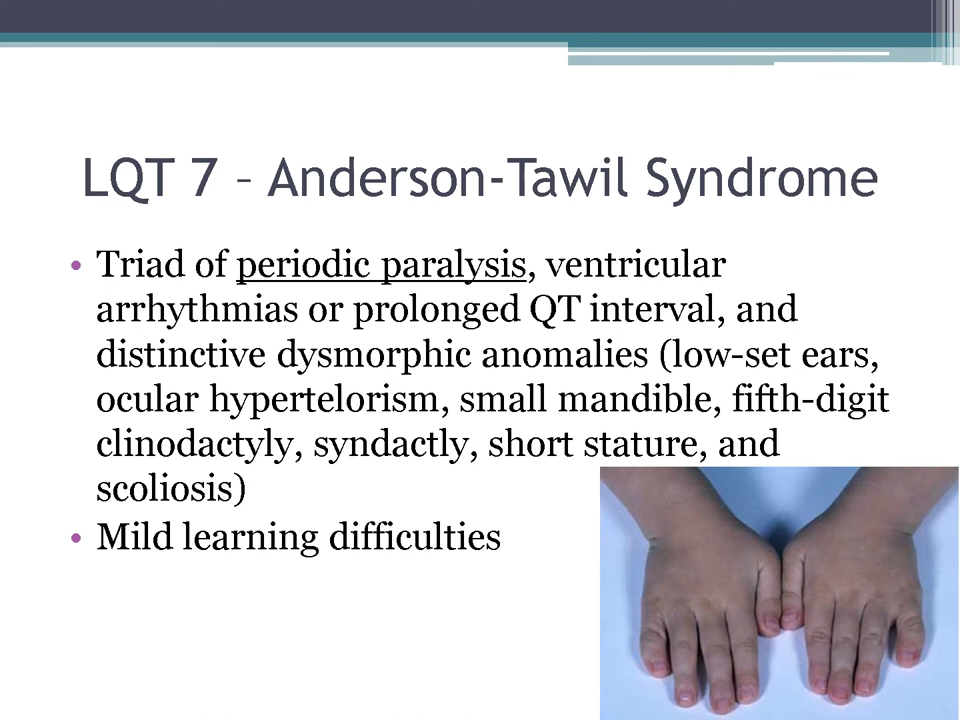 LQT 7 – Anderson-Tawil Syndrome
• Triad of periodic paralysis, ventricular
arrhythmias or prolonged QT interval, and
distinctive dysmorphic anomalies (low-set ears,
ocular hypertelorism, small mandible, fifth-digit
clinodactyly, syndactly, short stature, and
scoliosis)
• Mild learning difficulties